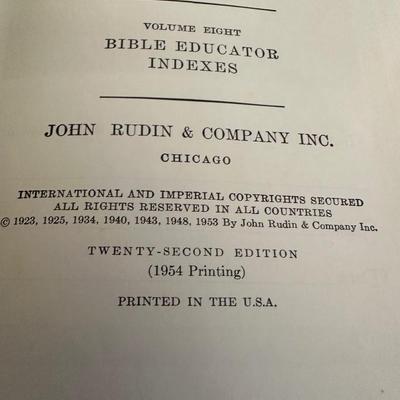 VOLUME EIGHT
BIBLE EDUCATOR
INDEXES
JOHN RUDIN & COMPANY INC.
CHICAGO
INTERNATIONAL AND IMPERIAL COPYRIGHTS SECURED
ALL RIGHTS RESERVED IN ALL COUNTRIES
© 1923, 1925, 1934, 1940, 1943, 1948, 1953 By John Rudin & Company Inc.
TWENTY-SECOND EDITION
(1954 Printing)
PRINTED IN THE U.S.A.